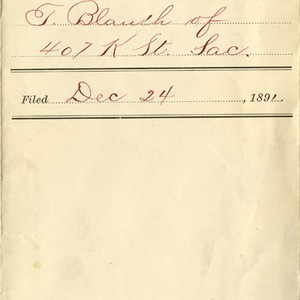 T. Blauth of
407 K St. Sac.
Filed Dec 24, 1891.